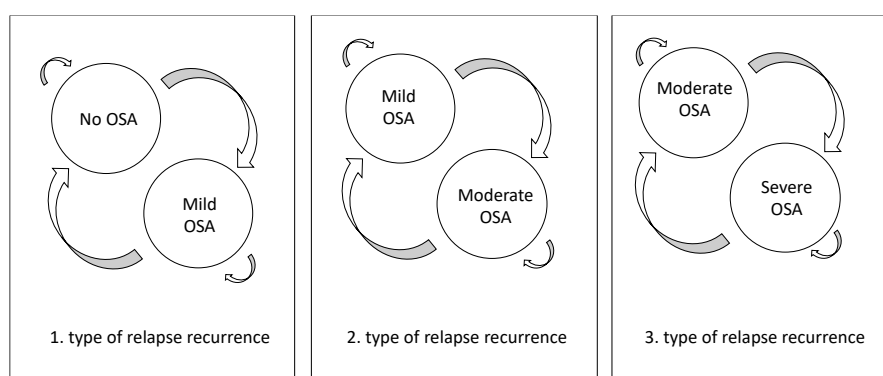 No OSA
Mild
OSA
1. type of relapse recurrence
Mild
OSA
Moderate
OSA
2. type of relapse recurrence
Moderate
OSA
Severe
OSA
3. type of relapse recurrence